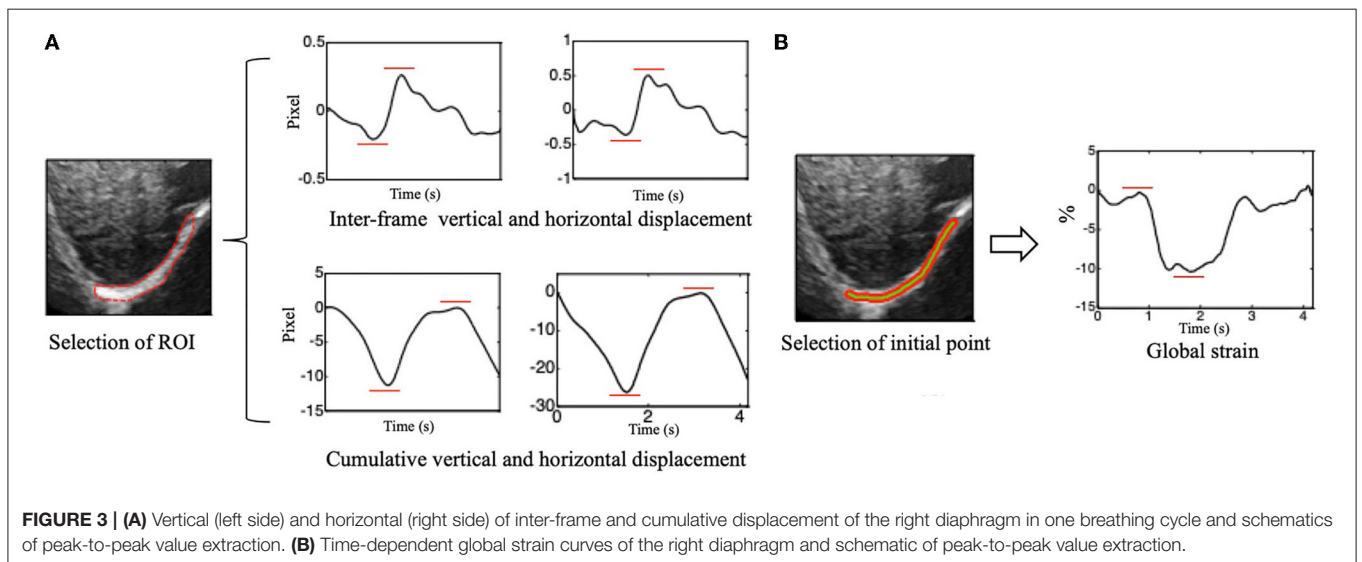 A
B
0.5
0
-0.5
Pixel
Time (s)
1
0.5
0
-0.5
-1
Time (s)
Inter-frame vertical and horizontal displacement
Selection of ROI
5
0
-5
-10
-15
Pixel
Time (s)
0
-10
-20
-30
0
2
4
Time (s)
Cumulative vertical and horizontal displacement
Selection of initial point
5
0
-5
-10
-15
%
0
1
2
3
4
Time (s)
Global strain
FIGURE 3 | (A) Vertical (left side) and horizontal (right side) of inter-frame and cumulative displacement of the right diaphragm in one breathing cycle and schematics
of peak-to-peak value extraction. (B) Time-dependent global strain curves of the right diaphragm and schematic of peak-to-peak value extraction.